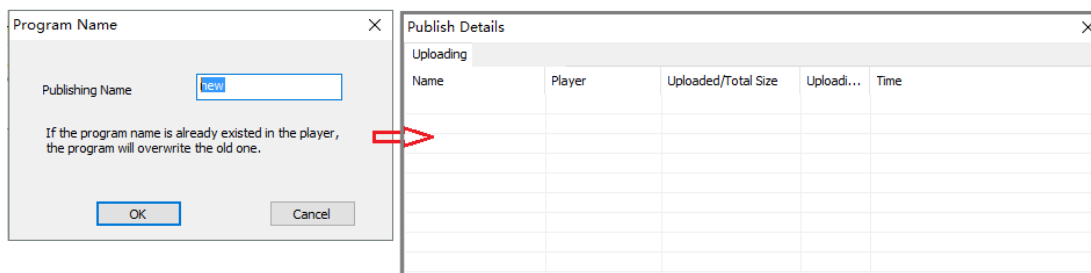 Program Name
Publishing Name
new
If the program name is already existed in the player,
the program will overwrite the old one.
OK
Cancel
Publish Details
Uploading
Name Player Uploaded/Total Size Uploadi... Time